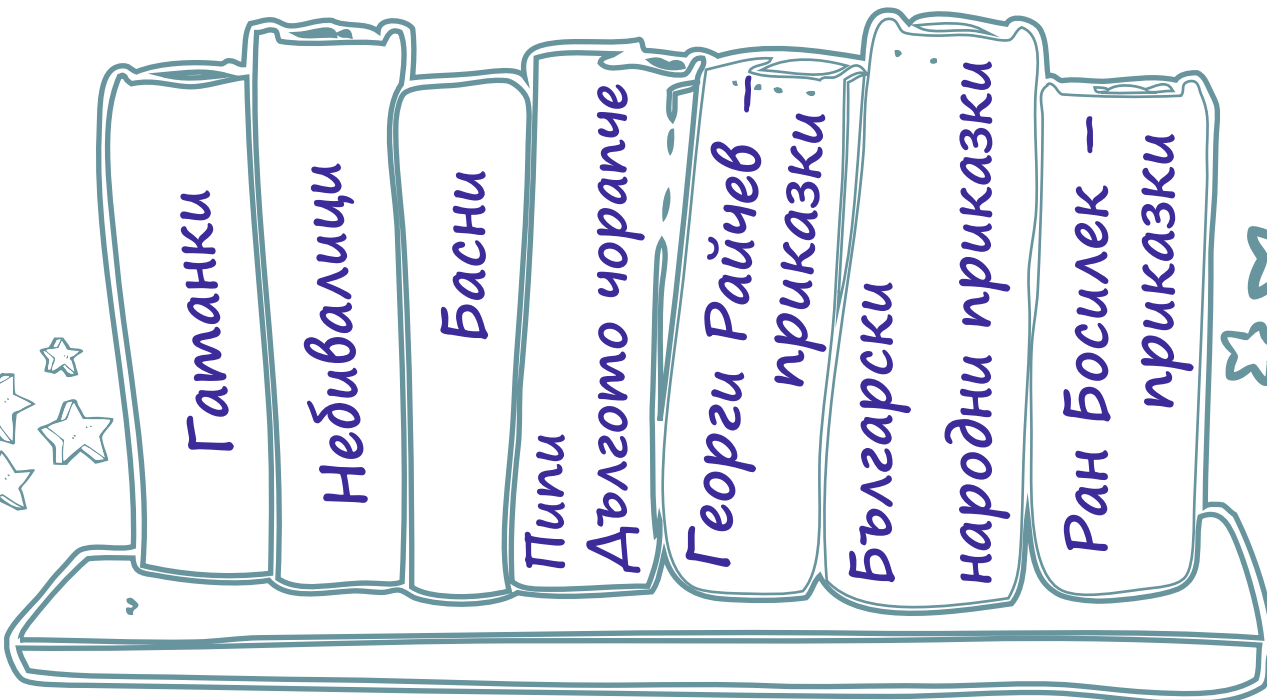 Гатанки
Небивалици
Басни
Пипи
Дългото чорапче
Георги Райчев –
приказки
Български
народни приказки
Ран Босилек –
приказки